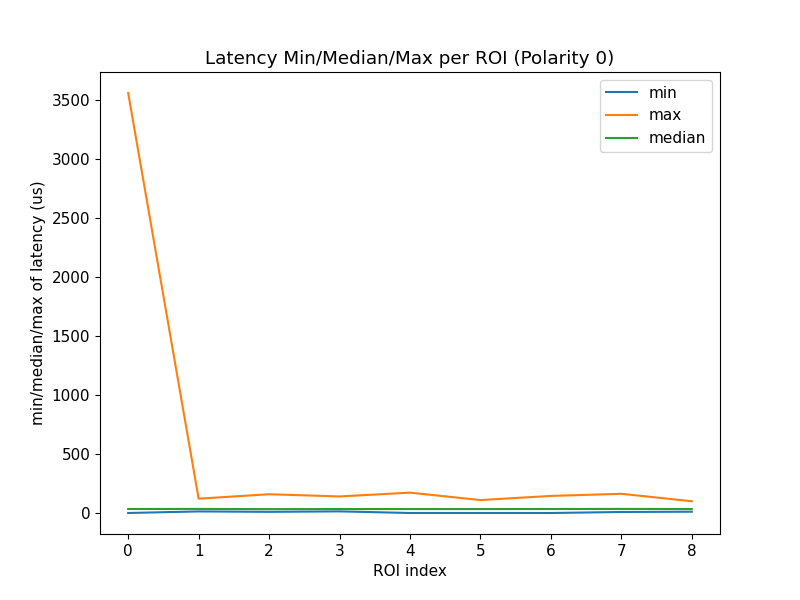 Latency Min/Median/Max per ROI (Polarity 0)
min
max
median
min/median/max of latency (us)
3500
3000
2500
2000
1500
1000
500
0
0 1 2 3 4 5 6 7 8
ROI index